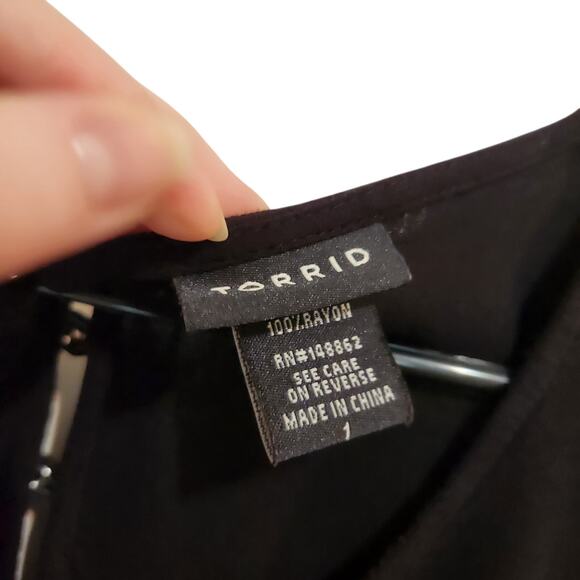 TORRID
100% RAYON
RN#148862
SEE CARE
ON REVERSE
MADE IN CHINA
1